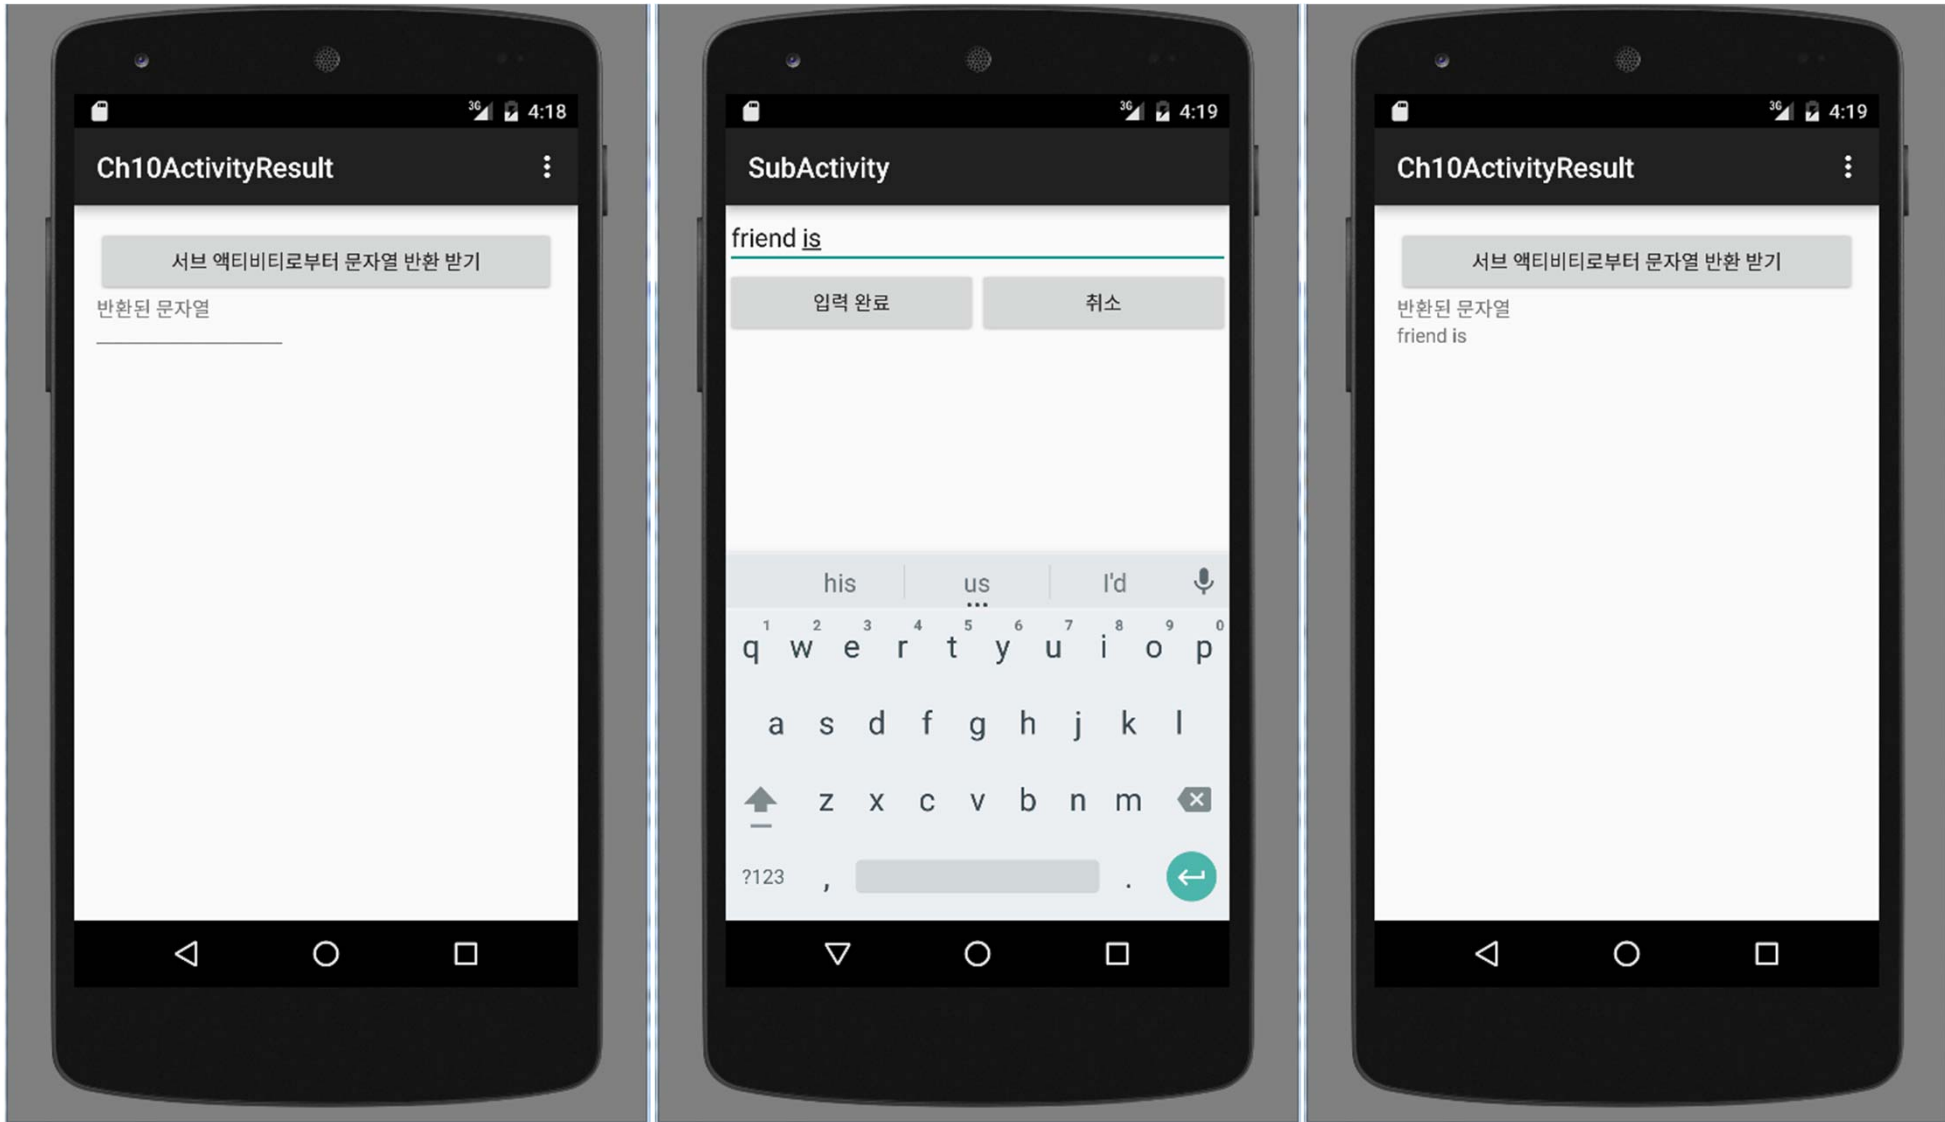 3G 4:18
Ch10ActivityResult
서브 액티비티로부터 문자열 반환 받기
반환된 문자열
____________________
3G 4:19
SubActivity
friend is
입력 완료 취소
his us I'd
1 2 3 4 5 6 7 8 9 0
q w e r t y u i o p
a s d f g h j k l
z x c v b n m
?123 , .
3G 4:19
Ch10ActivityResult
서브 액티비티로부터 문자열 반환 받기
반환된 문자열
friend is